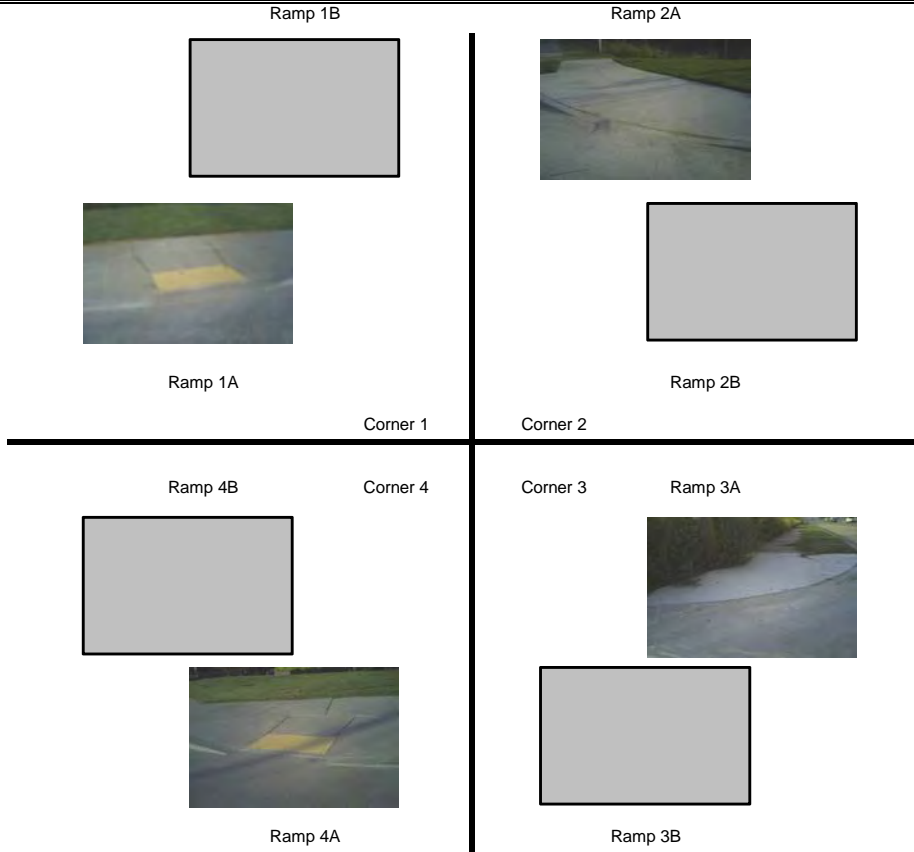 Ramp 1B
Ramp 2A
Ramp 1A
Ramp 2B
Corner 1
Corner 2
Ramp 4B
Corner 4
Corner 3
Ramp 3A
Ramp 4A
Ramp 3B